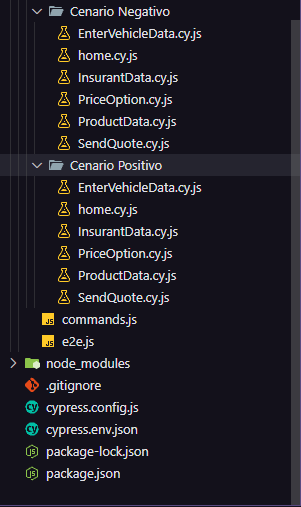 Cenario Negativo
EnterVehicleData.cy.js
home.cy.js
InsurantData.cy.js
PriceOption.cy.js
ProductData.cy.js
SendQuote.cy.js
Cenario Positivo
EnterVehicleData.cy.js
home.cy.js
InsurantData.cy.js
PriceOption.cy.js
ProductData.cy.js
SendQuote.cy.js
JS commands.js
JS e2e.js
node_modules
.gitignore
cy cypress.config.js
cy cypress.env.json
JS package-lock.json
JS package.json